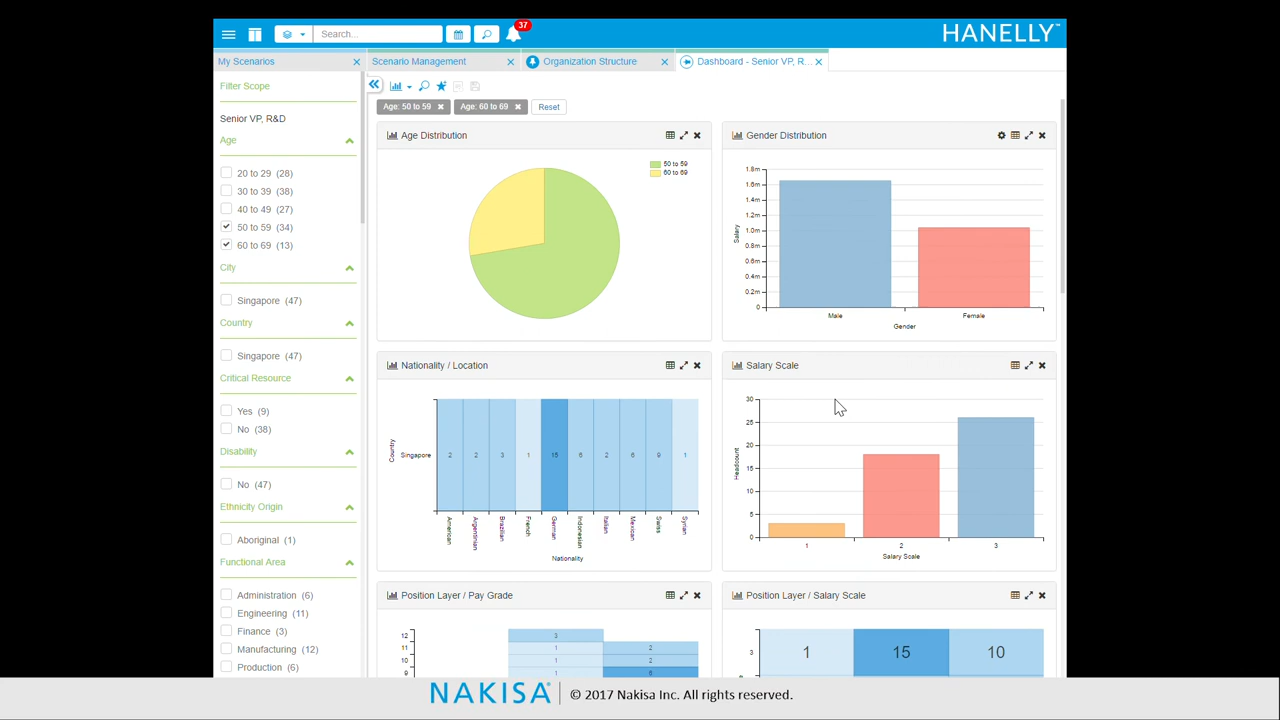 Search...
37
HANELLY™
My Scenarios
Scenario Management
Organization Structure
Dashboard - Senior VP, R...
Filter Scope
Senior VP, R&D
Age
20 to 29 (28)
30 to 39 (38)
40 to 49 (27)
50 to 59 (34)
60 to 69 (13)
City
Singapore (47)
Country
Singapore (47)
Critical Resource
Yes (9)
No (38)
Disability
No (47)
Ethnicity Origin
Aboriginal (1)
Functional Area
Administration (6)
Engineering (11)
Finance (3)
Manufacturing (12)
Production (6)
Age: 50 to 59
Age: 60 to 69
Reset
Age Distribution
50 to 59
60 to 69
Gender Distribution
1.8m
1.6m
1.4m
1.2m
1.0m
0.8m
0.6m
0.4m
0.2m
0
Salary
Male
Female
Gender
Nationality / Location
Country
Singapore
2 2 3 1 15 6 2 6 9 1
American
Argentinian
Brazilian
French
German
Indonesian
Italian
Mexican
Swiss
Syrian
Nationality
Salary Scale
30
25
20
15
10
5
0
Headcount
1 2 3
Salary Scale
Position Layer / Pay Grade
12
11
10
9
3
1 2
1 2
1 6
Position Layer / Salary Scale
3
1 15 10
NAKISA® © 2017 Nakisa Inc. All rights reserved.